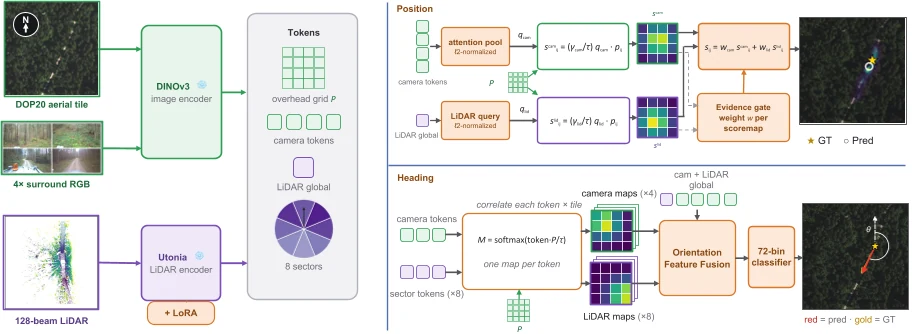 N
DOP20 aerial tile
4× surround RGB
128-beam LiDAR
DINOv3
image encoder
Utonia
LiDAR encoder
+ LoRA
Tokens
overhead grid P
camera tokens
LiDAR global
8 sectors
Position
camera tokens
attention pool
ℓ2-normalized
q_cam
s^cam_ij = (γ_cam/τ) q_cam · p_ij
s^cam
P
LiDAR global
LiDAR query
ℓ2-normalized
q_lid
s^lid_ij = (γ_lid/τ) q_lid · p_ij
s^lid
s_ij = w_cam s^cam_ij + w_lid s^lid_ij
Evidence gate
weight w per
scoremap
★ GT ○ Pred
Heading
correlate each token × tile
camera tokens
sector tokens (×8)
M = softmax(token·P/τ)
one map per token
P
camera maps (×4)
LiDAR maps (×8)
cam + LiDAR
global
Orientation
Feature Fusion
72-bin
classifier
θ
red = pred · gold = GT